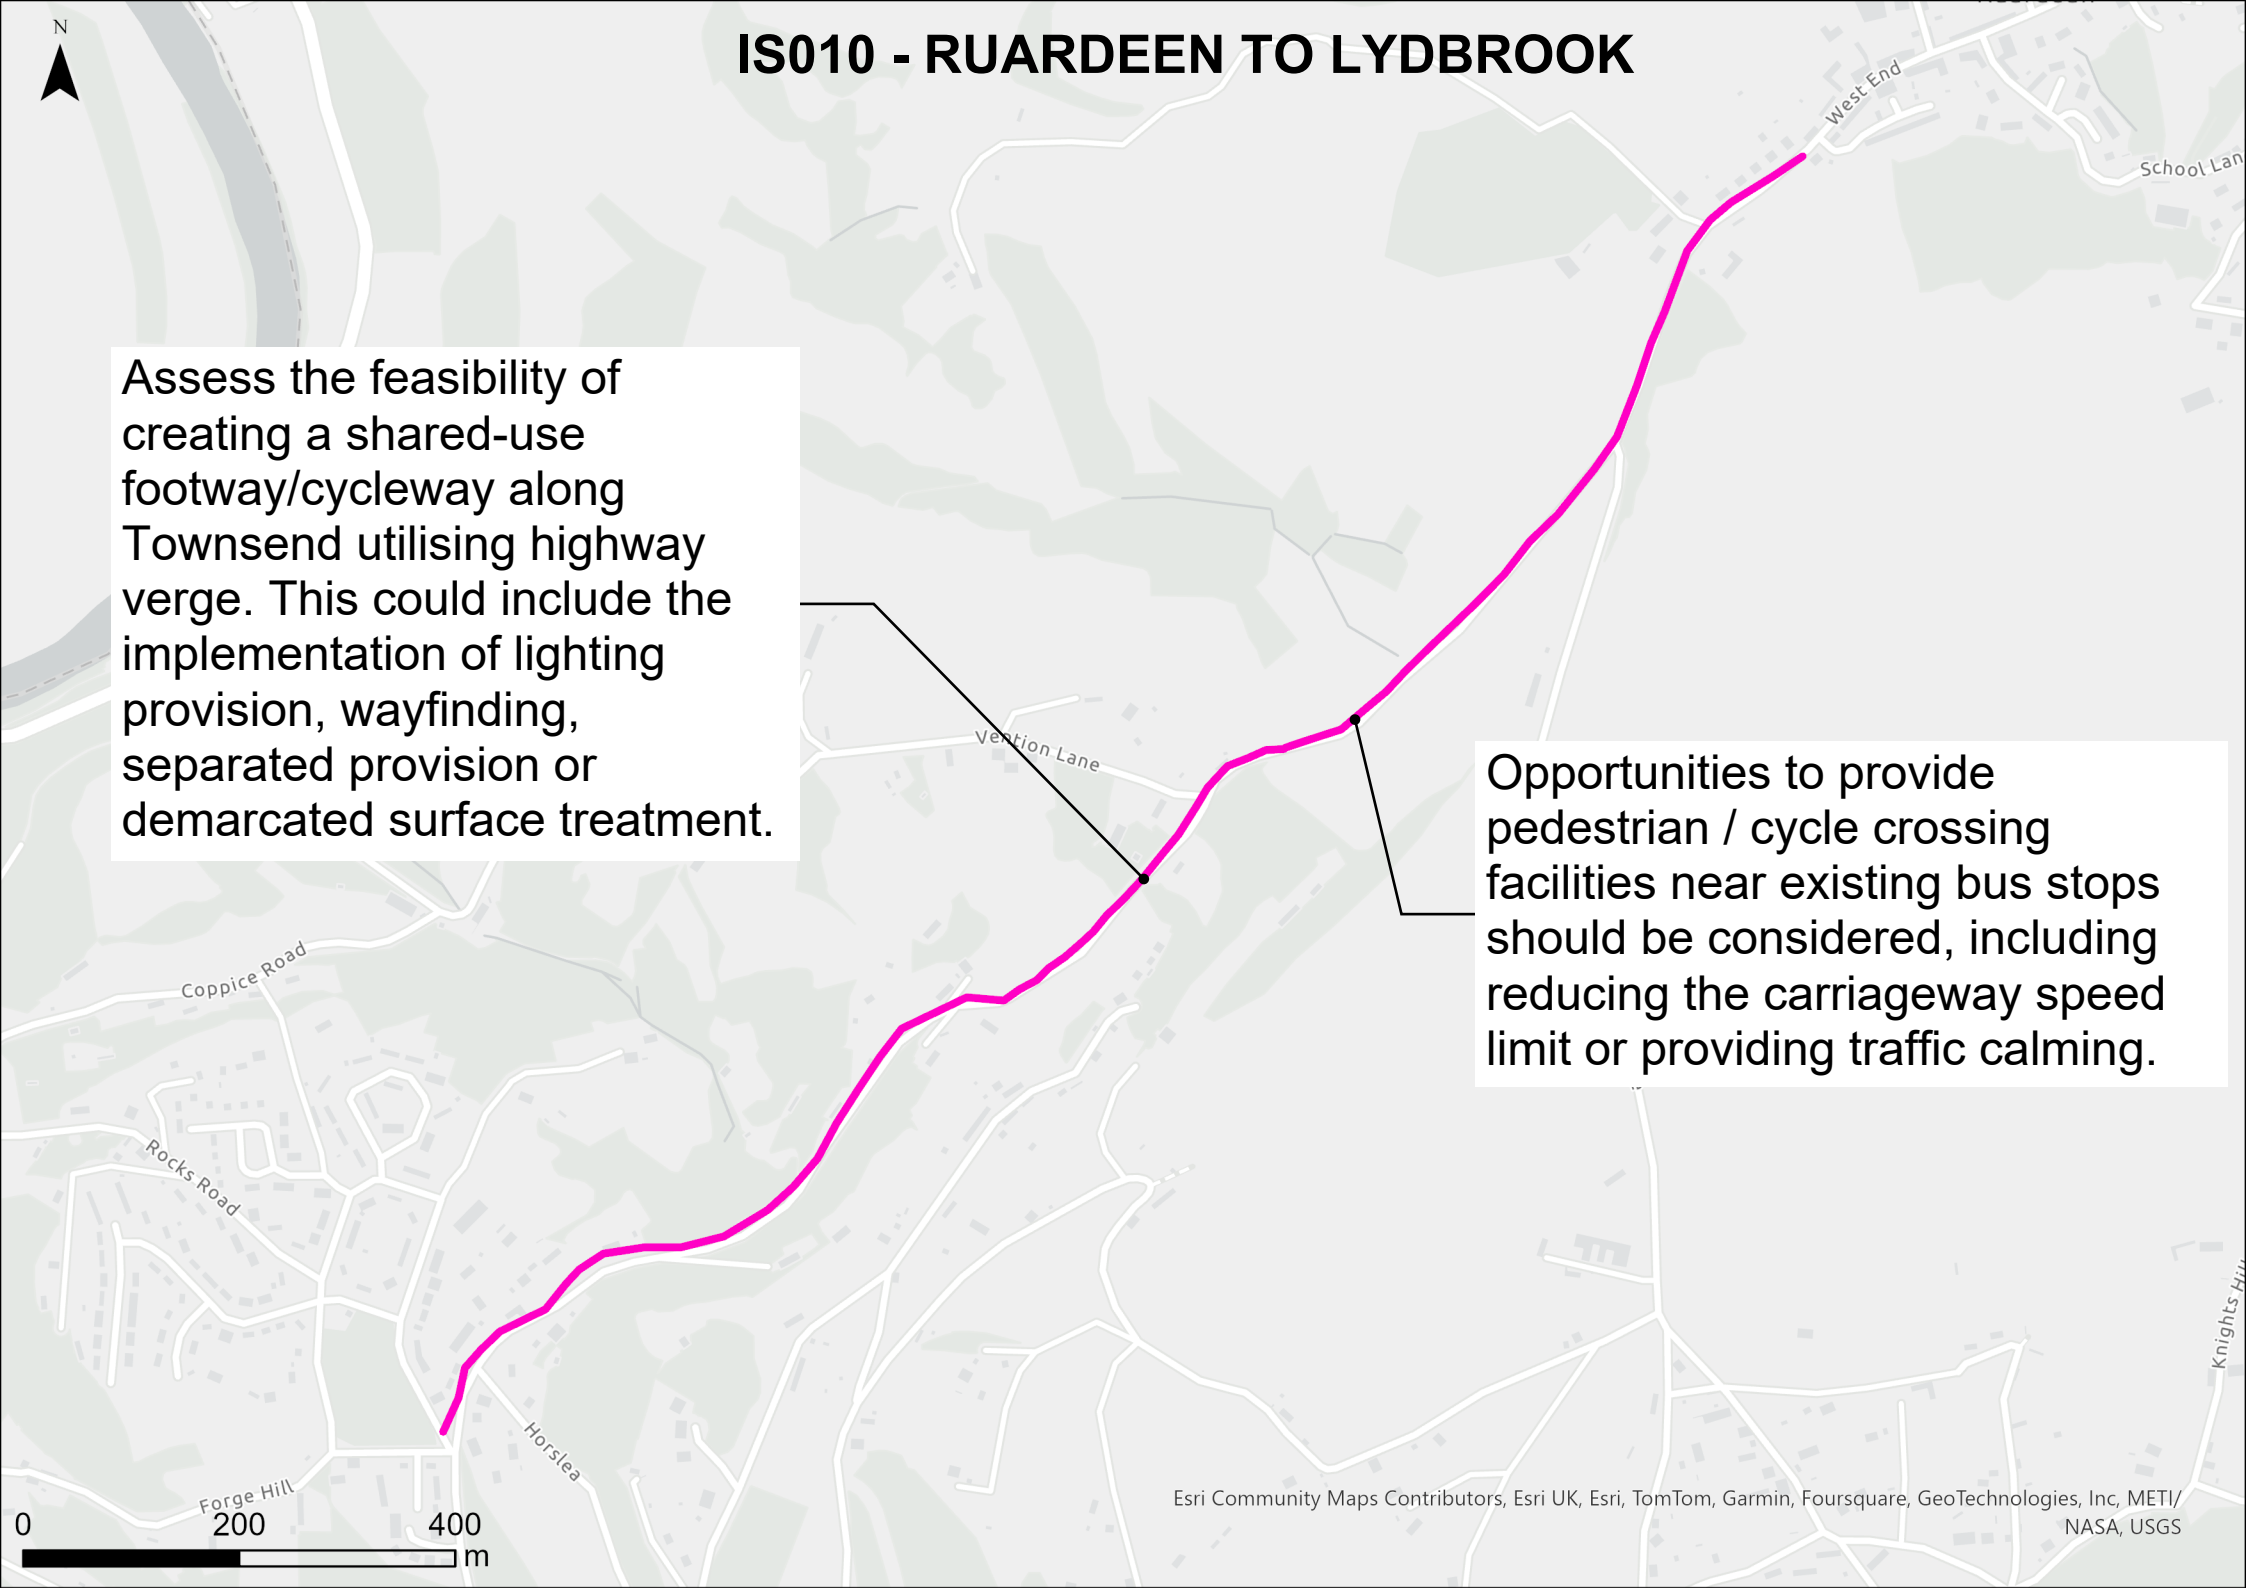 N
IS010 - RUARDEEN TO LYDBROOK
West End
School Lan
Assess the feasibility of
creating a shared-use
footway/cycleway along
Townsend utilising highway
verge. This could include the
implementation of lighting
provision, wayfinding,
separated provision or
demarcated surface treatment.
Vention Lane
Opportunities to provide
pedestrian / cycle crossing
facilities near existing bus stops
should be considered, including
reducing the carriageway speed
limit or providing traffic calming.
Coppice Road
Rocks Road
Knights Hill
Horslea
Forge Hill
0 200 400
m
Esri Community Maps Contributors, Esri UK, Esri, TomTom, Garmin, Foursquare, GeoTechnologies, Inc, METI/
NASA, USGS